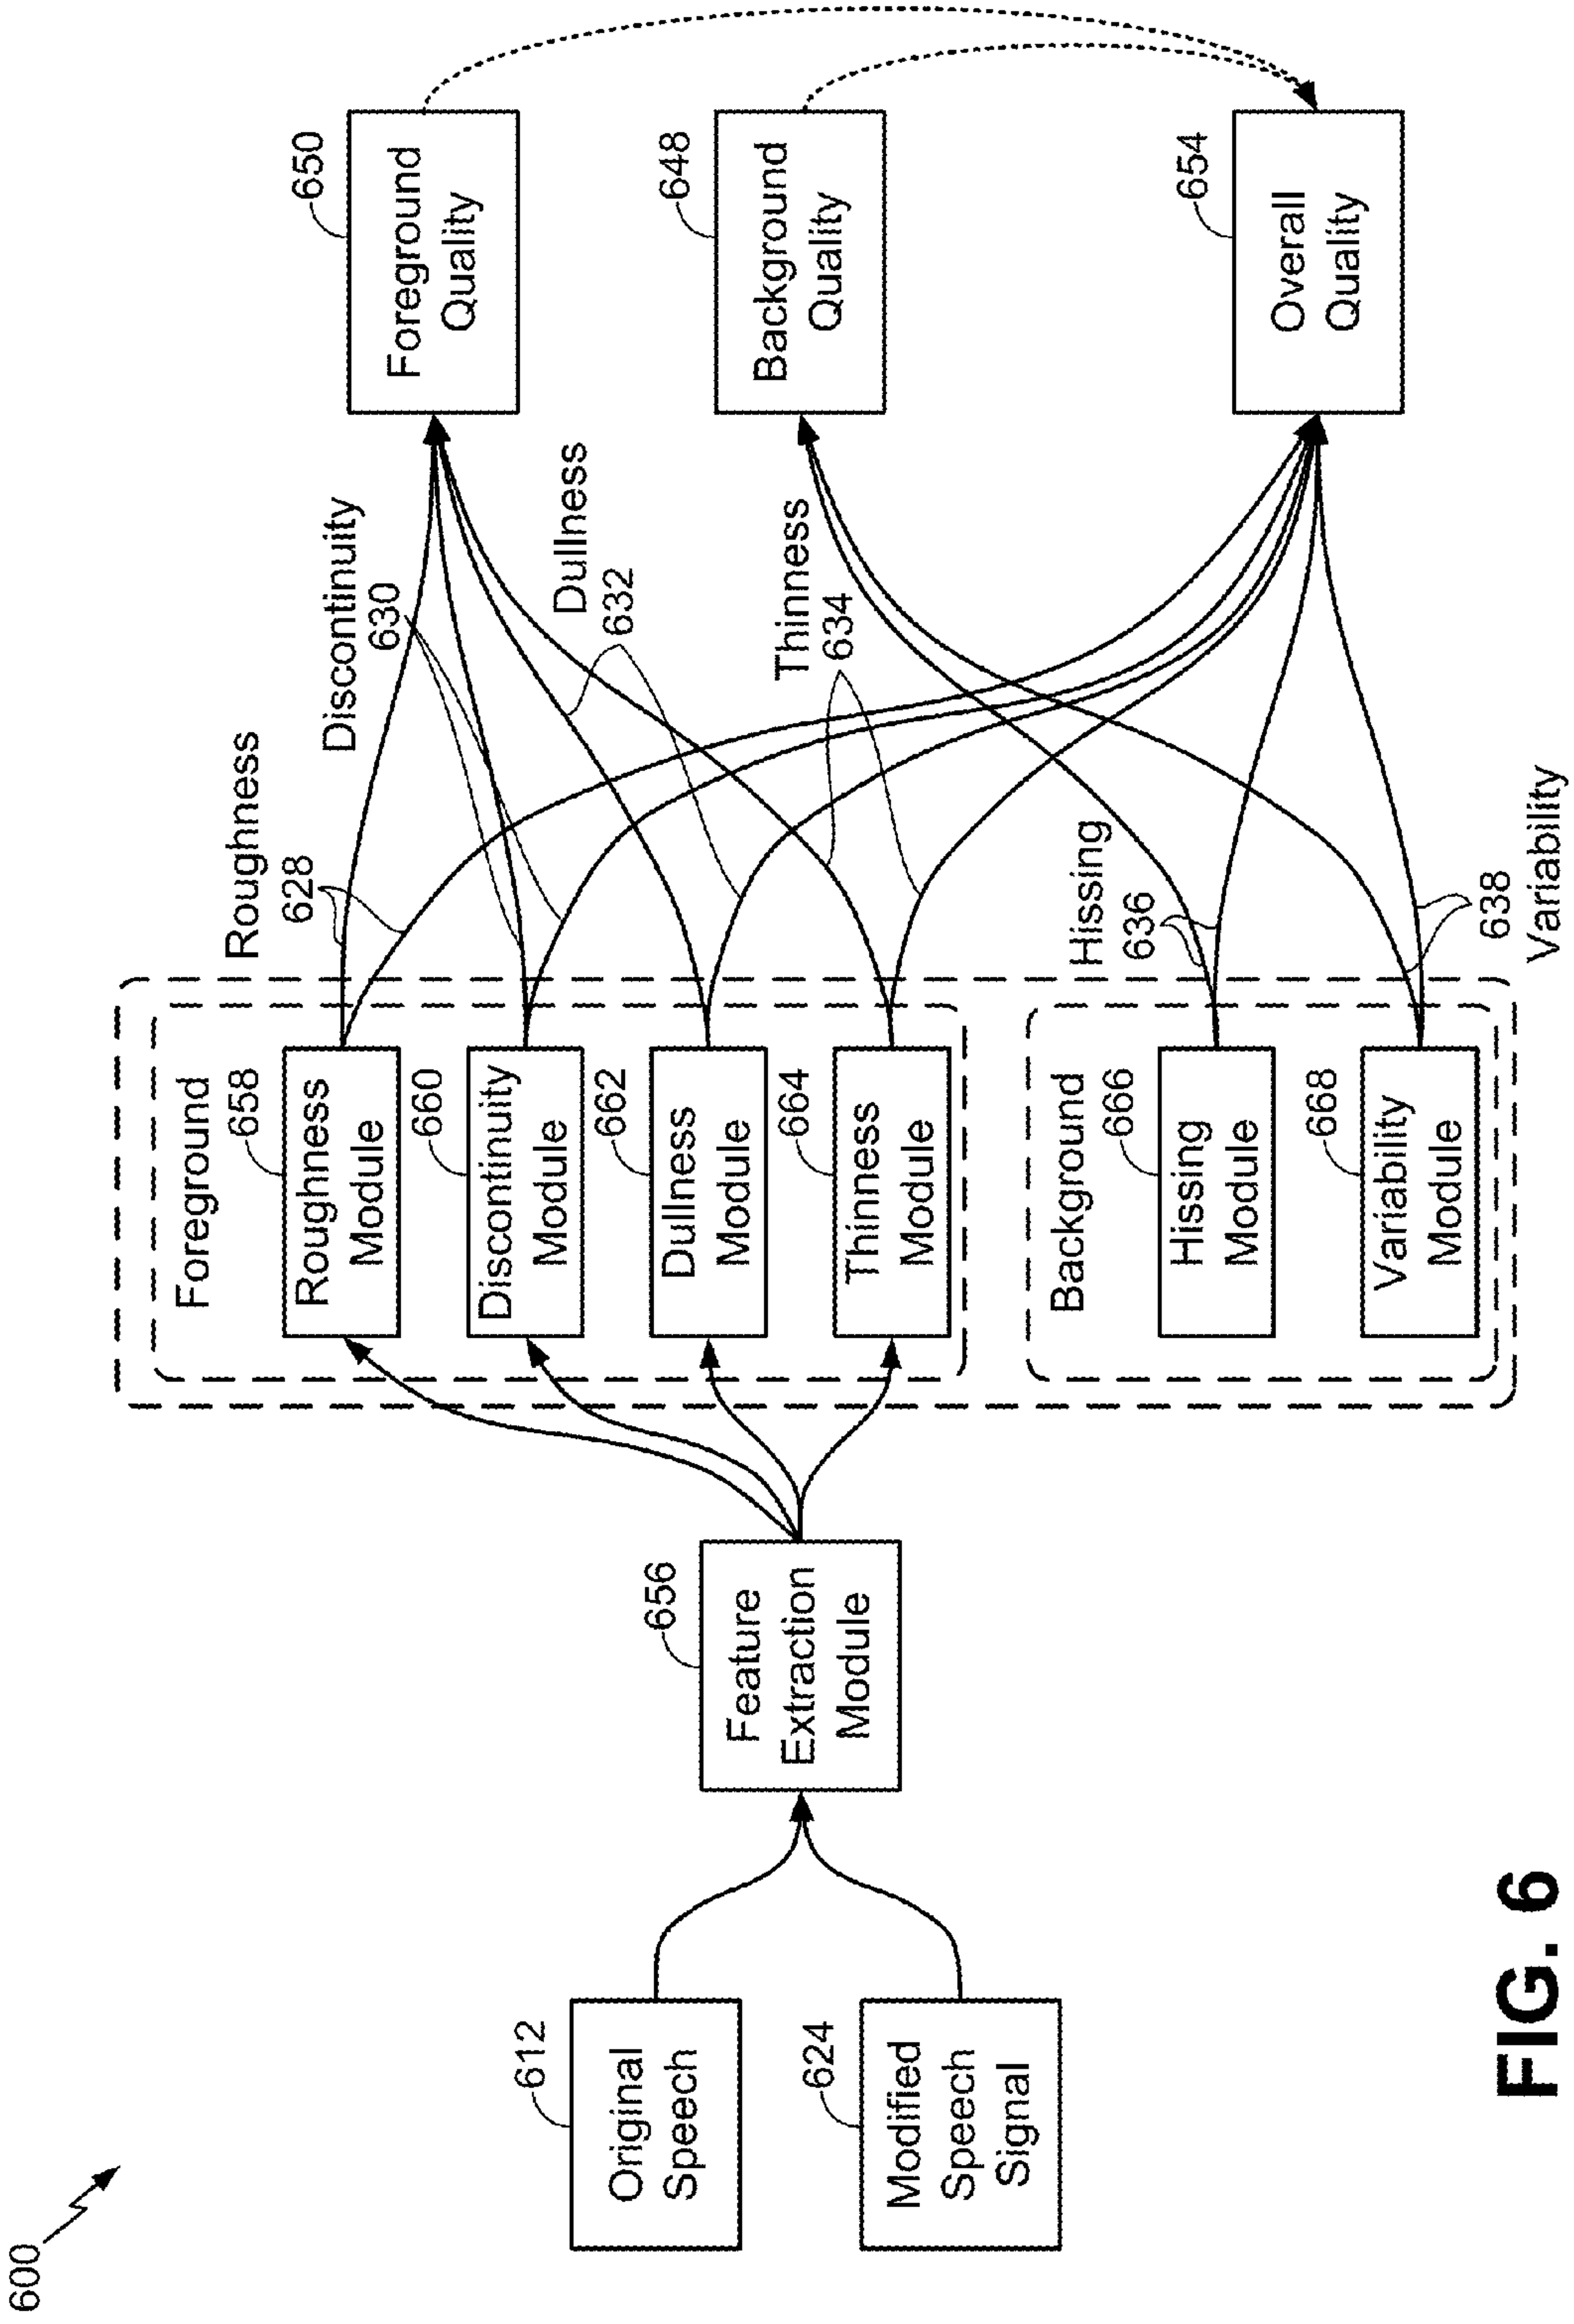 600
612
Original
Speech
624
Modified
Speech
Signal
656
Feature
Extraction
Module
Foreground
658
Roughness
Module
660
Discontinuity
Module
662
Dullness
Module
664
Thinness
Module
Background
666
Hissing
Module
668
Variability
Module
Roughness
628
Discontinuity
630
Dullness
632
Thinness
634
Hissing
636
638
Variability
650
Foreground
Quality
648
Background
Quality
654
Overall
Quality
FIG. 6